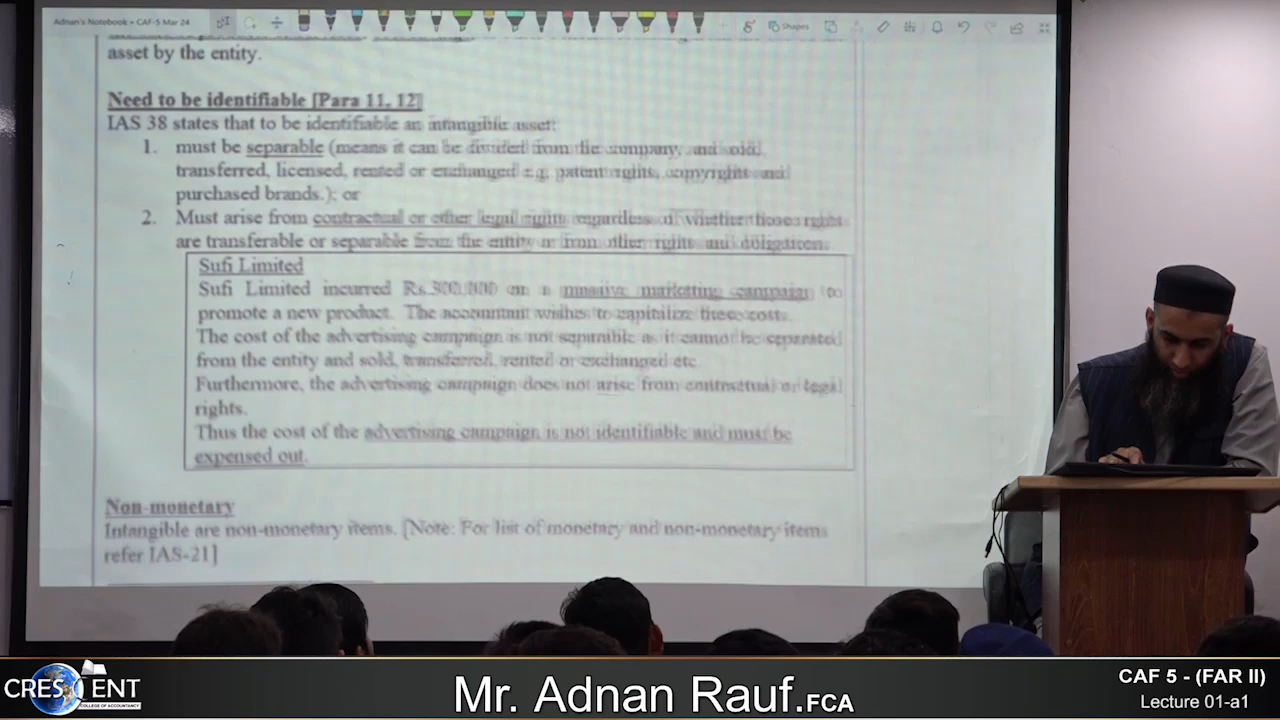 Adnan's Notebook » CAF-5 Mar 24
Shapes
asset by the entity.
Need to be identifiable [Para 11, 12]
IAS 38 states that to be identifiable an intangible asset:
1. must be separable (means it can be divided from the company, and sold,
transferred, licensed, rented or exchanged e.g. patent rights, copyrights and
purchased brands.); or
2. Must arise from contractual or other legal rights regardless of whether those rights
are transferable or separable from the entity or from other rights and obligations.
Sufi Limited
Sufi Limited incurred Rs.300,000 on a massive marketing campaign to
promote a new product. The accountant wishes to capitalize these costs.
The cost of the advertising campaign is not separable as it cannot be separated
from the entity and sold, transferred, rented or exchanged etc.
Furthermore, the advertising campaign does not arise from contractual or legal
rights.
Thus the cost of the advertising campaign is not identifiable and must be
expensed out.
Non-monetary
Intangible are non-monetary items. [Note: For list of monetary and non-monetary items
refer IAS-21]
CRESCENT
COLLEGE OF ACCOUNTANCY
Mr. Adnan Rauf.FCA
CAF 5 - (FAR II)
Lecture 01-a1